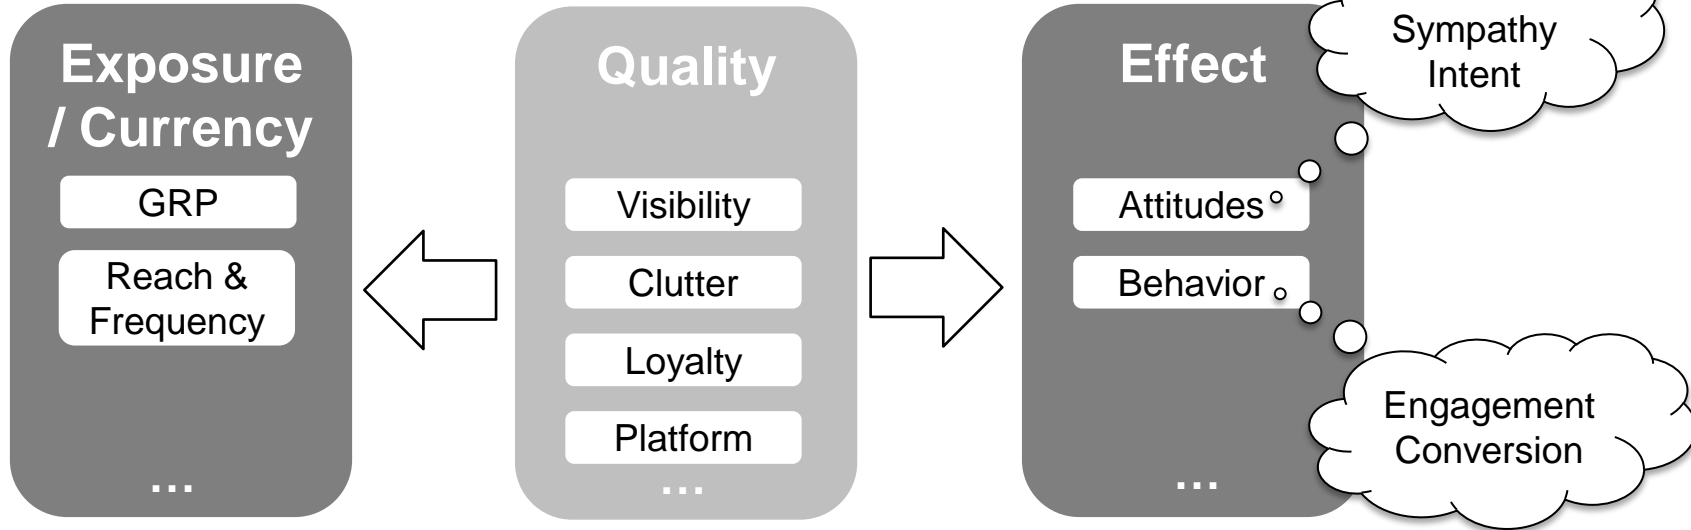 Exposure
/ Currency
GRP
Reach &
Frequency
...
Quality
Visibility
Clutter
Loyalty
Platform
...
Effect
Attitudes
Behavior
...
Sympathy
Intent
Engagement
Conversion